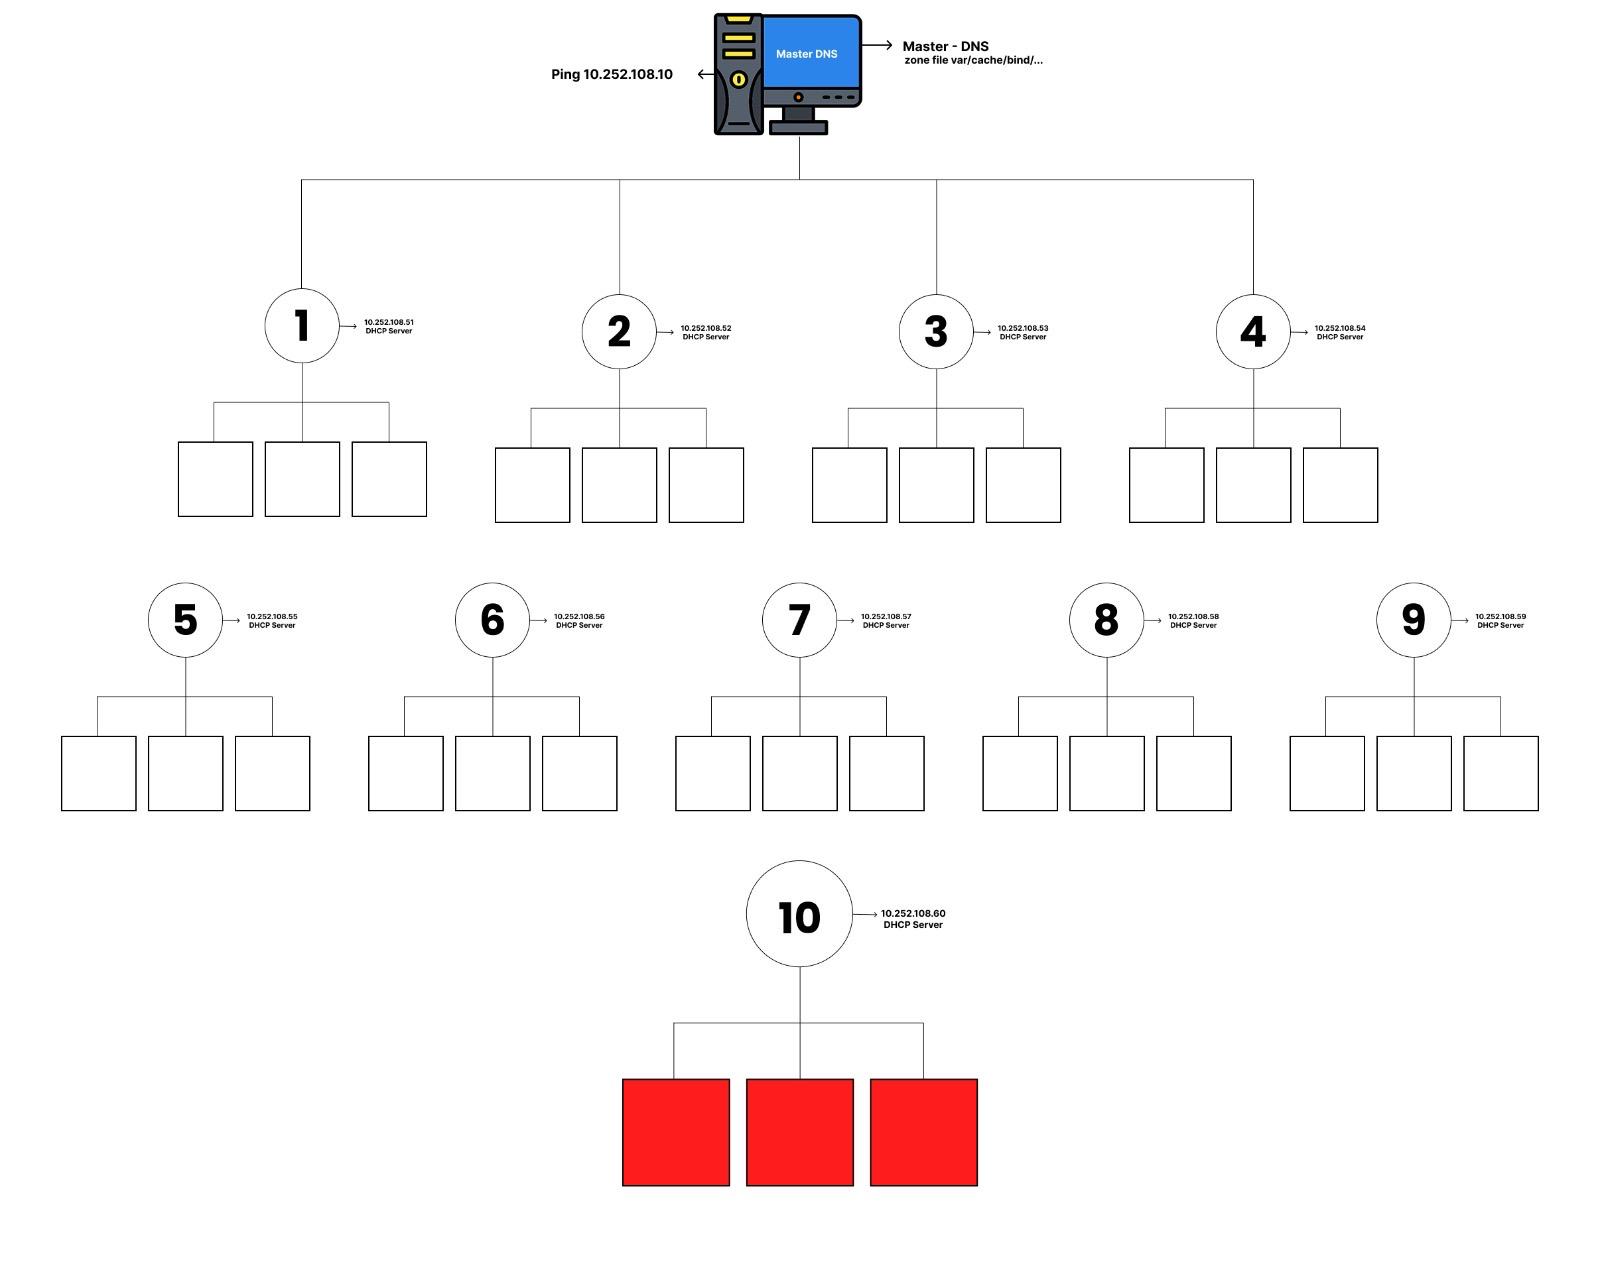 Master DNS
Master - DNS
zone file var/cache/bind/...
Ping 10.252.108.10
1
10.252.108.51
DHCP Server
2
10.252.108.52
DHCP Server
3
10.252.108.53
DHCP Server
4
10.252.108.54
DHCP Server
5
10.252.108.55
DHCP Server
6
10.252.108.56
DHCP Server
7
10.252.108.57
DHCP Server
8
10.252.108.58
DHCP Server
9
10.252.108.59
DHCP Server
10
10.252.108.60
DHCP Server